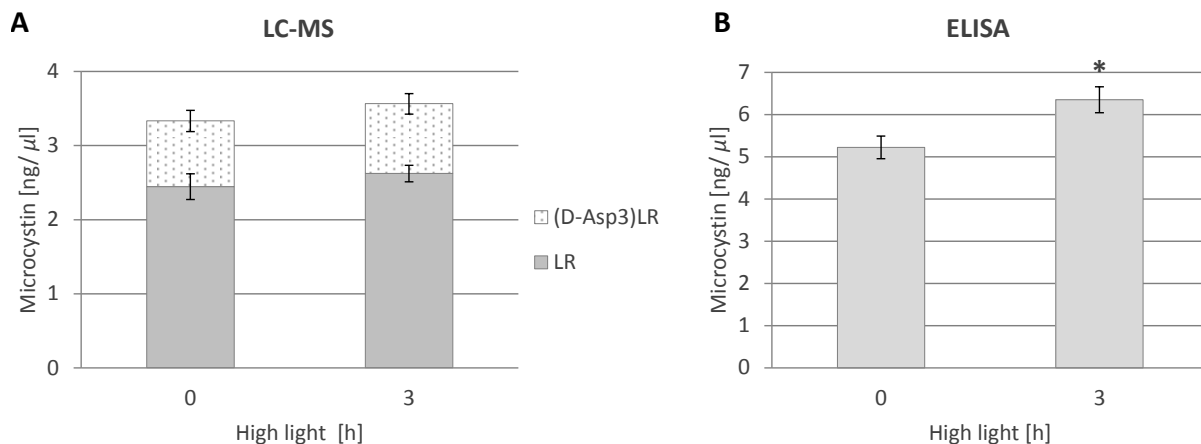 A
LC-MS
Microcystin [ng/ µl]
4
3
2
1
0
0
3
High light [h]
(D-Asp3)LR
LR
B
ELISA
Microcystin [ng/ µl]
7
6
5
4
3
2
1
0
*
0
3
High light [h]